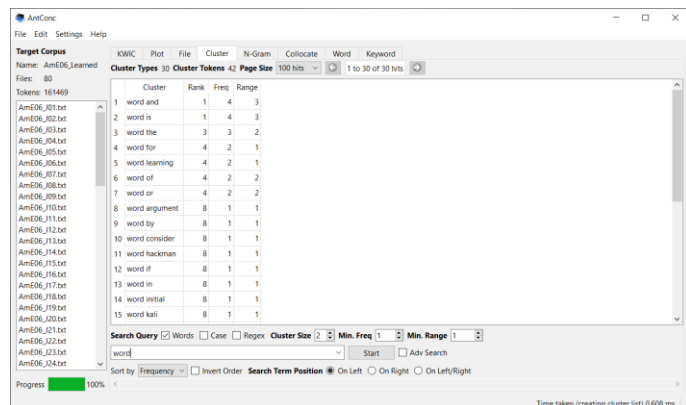 AntConc
File Edit Settings Help
Target Corpus
Name: AmE06_Learned
Files: 80
Tokens: 161469
AmE06_J01.txt
AmE06_J02.txt
AmE06_J03.txt
AmE06_J04.txt
AmE06_J05.txt
AmE06_J06.txt
AmE06_J07.txt
AmE06_J08.txt
AmE06_J09.txt
AmE06_J10.txt
AmE06_J11.txt
AmE06_J12.txt
AmE06_J13.txt
AmE06_J14.txt
AmE06_J15.txt
AmE06_J16.txt
AmE06_J17.txt
AmE06_J18.txt
AmE06_J19.txt
AmE06_J20.txt
AmE06_J21.txt
AmE06_J22.txt
AmE06_J23.txt
AmE06_J24.txt
Progress 100%
KWIC Plot File Cluster N-Gram Collocate Word Keyword
Cluster Types 30 Cluster Tokens 42 Page Size 100 hits 1 to 30 of 30 hits
Cluster Rank Freq Range
1 word and 1 4 3
2 word is 1 4 3
3 word the 3 3 2
4 word for 4 2 1
5 word learning 4 2 1
6 word of 4 2 2
7 word or 4 2 2
8 word argument 8 1 1
9 word by 8 1 1
10 word consider 8 1 1
11 word hackman 8 1 1
12 word if 8 1 1
13 word in 8 1 1
14 word initial 8 1 1
15 word kali 8 1 1
Search Query Words Case Regex Cluster Size 2 Min. Freq 1 Min. Range 1
word Start Adv Search
Sort by Frequency Invert Order Search Term Position On Left On Right On Left/Right
Time taken (creating cluster list) 0.608 ms